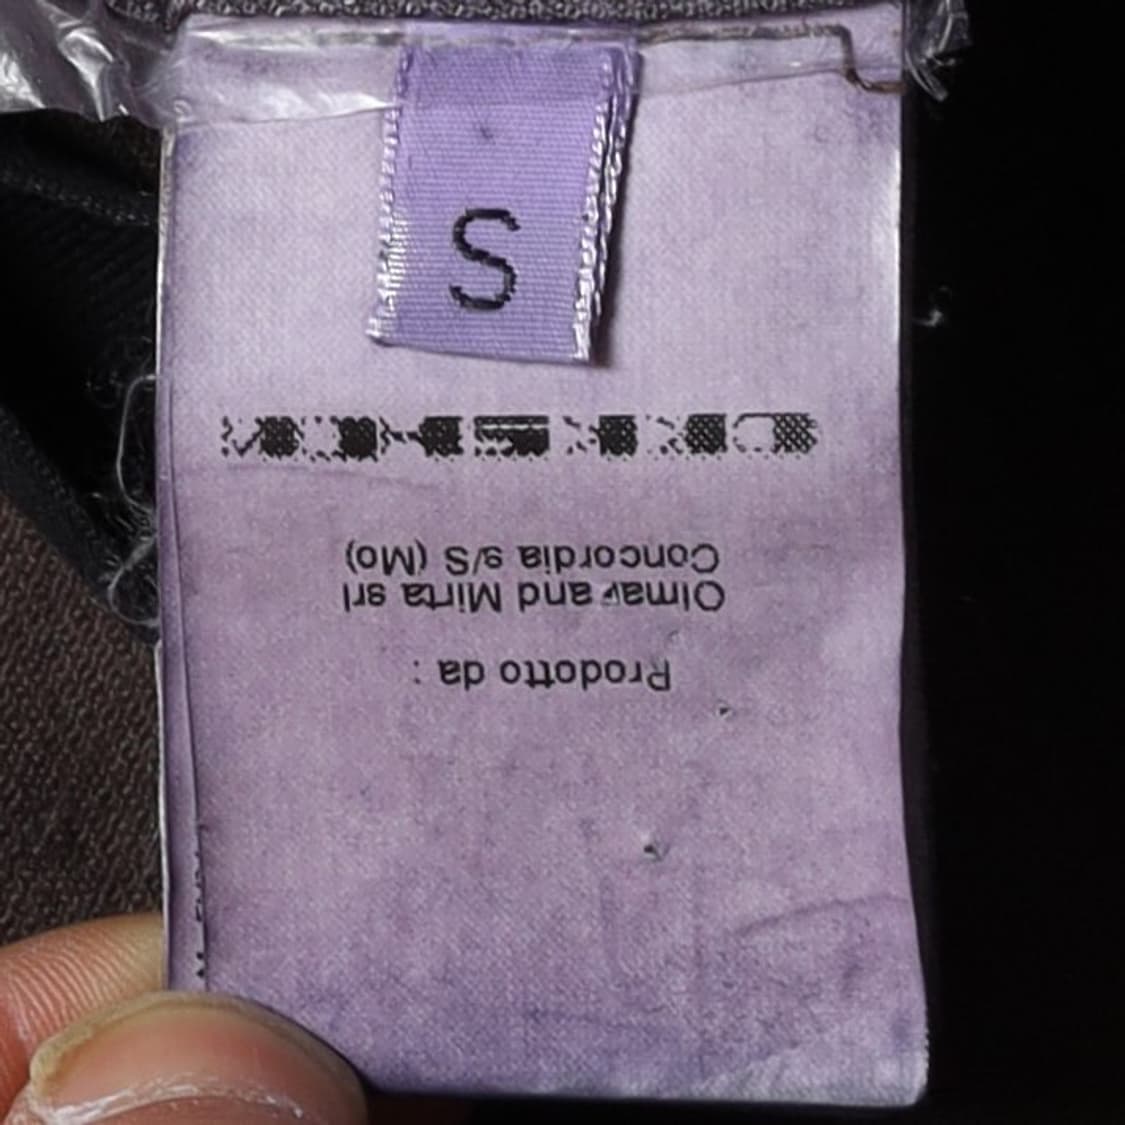 S
Prodotto da :
Olmar and Mirta srl
Concordia s/S (Mo)